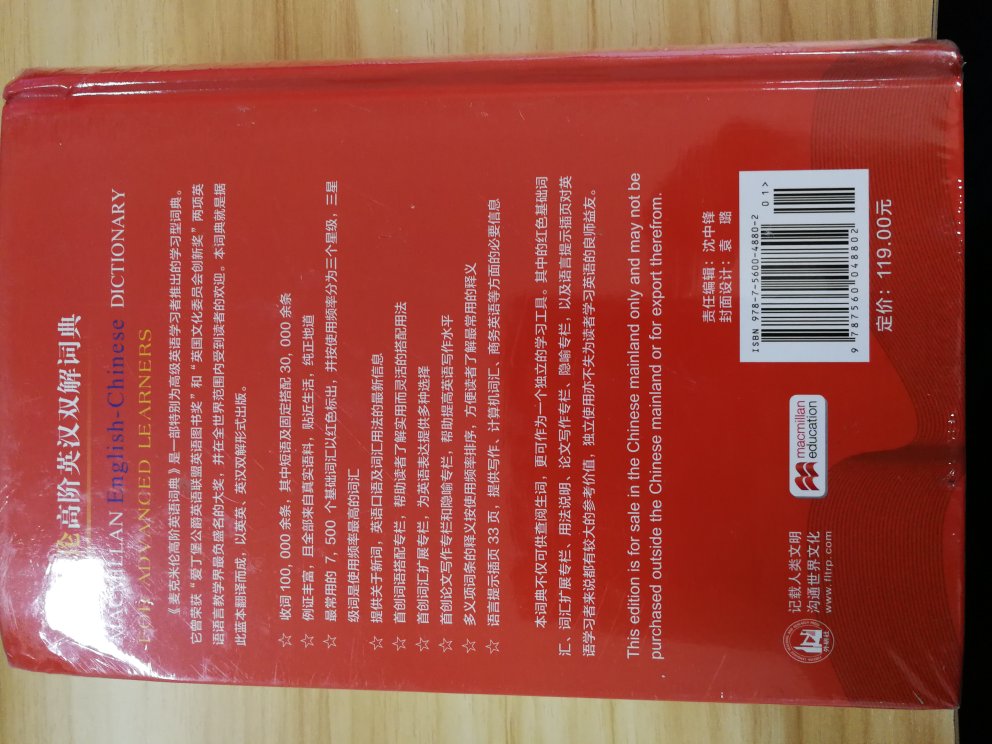 伦高阶英汉双解词典
MACMILLAN English-Chinese DICTIONARY
FOR ADVANCED LEARNERS
《麦克米伦高阶英语词典》是一部特别为高级英语学习者推出的学习型词典。
它曾荣获“爱丁堡公爵英语联盟英语图书奖”和“英国文化委员会创新奖”两项英
语语言教学界最负盛名的大奖，并在全世界范围内受到读者的欢迎。本词典就是据
此蓝本翻译而成，以英英、英汉双解形式出版。
☆ 收词100,000余条，其中短语及固定搭配30,000余条
☆ 例证丰富，且全部来自真实语料，贴近生活，纯正地道
☆ 最常用的7,500个基础词汇以红色标出，并按使用频率分为三个星级，三星
级词是使用频率最高的词汇
☆ 提供关于新词，英语口语及词汇用法的最新信息
☆ 首创词语搭配专栏，帮助读者了解实用而灵活的搭配用法
☆ 首创词汇扩展专栏，为英语表达提供多种选择
☆ 首创论文写作专栏和隐喻专栏，帮助提高英语写作水平
☆ 多义项词条的释义按使用频率排序，方便读者了解最常用的释义
☆ 语言提示插页33页，提供写作、计算机词汇、商务英语等方面的必要信息
本词典不仅可供查阅生词，更可作为一个独立的学习工具。其中的红色基础词
汇、词汇扩展专栏、用法说明、论文写作专栏、隐喻专栏，以及语言提示插页对英
语学习者来说都有较大的参考价值，独立使用亦不失为读者学习英语的良师益友。
This edition is for sale in the Chinese mainland only and may not be
purchased outside the Chinese mainland or for export therefrom.
记载人类文明
沟通世界文化
www.fltrp.com
外研社
macmillan
education
责任编辑：沈中锋
封面设计：袁 璐
ISBN 978-7-5600-4880-2
01>
9 787560 048802
定价：119.00元